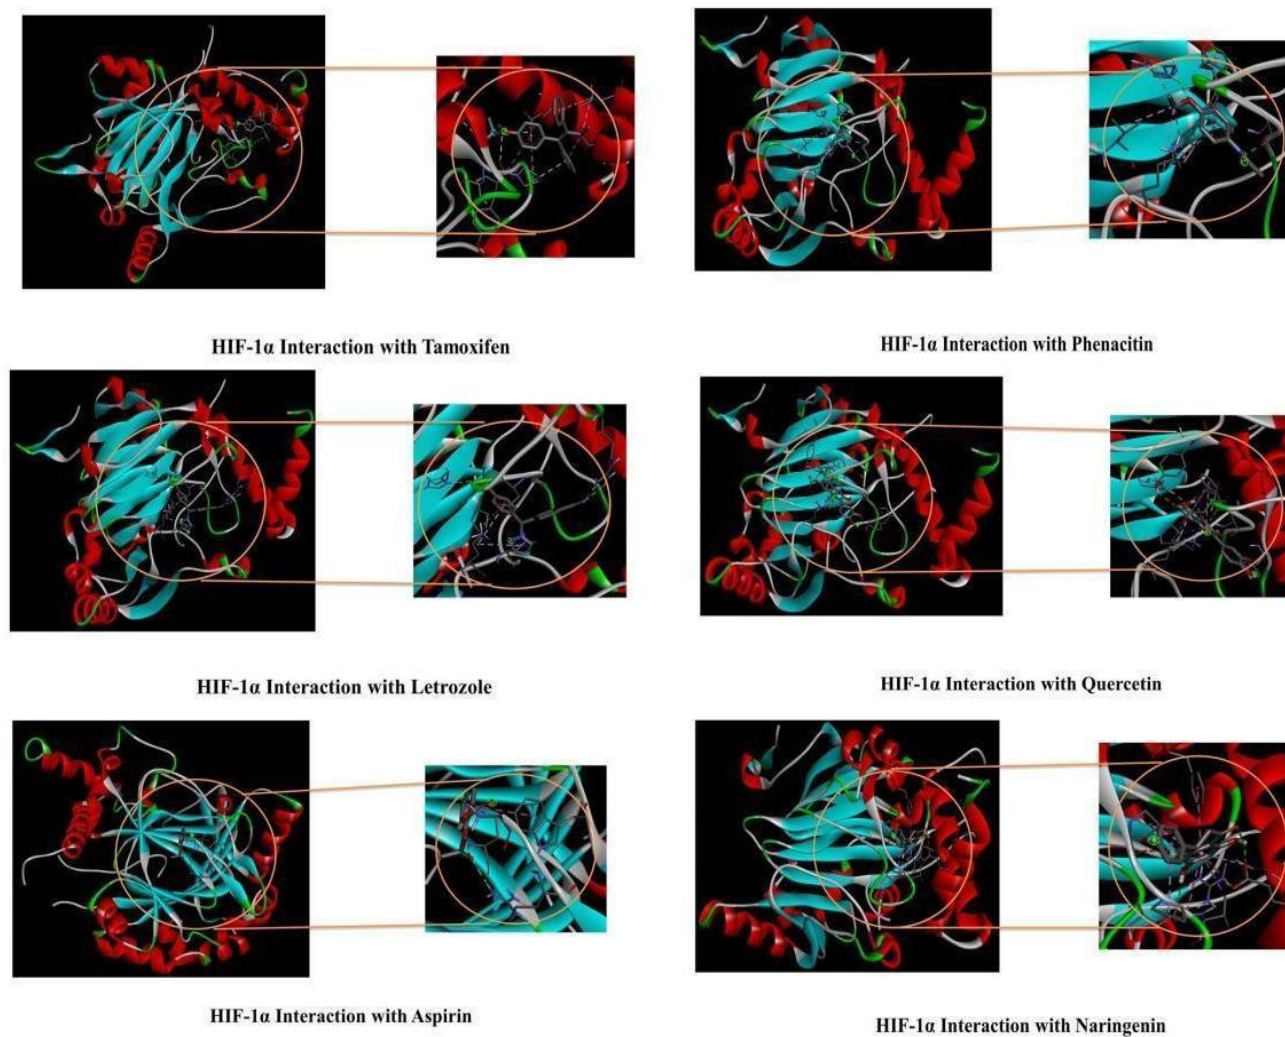 HIF-1α Interaction with Tamoxifen
HIF-1α Interaction with Phenacitin
HIF-1α Interaction with Letrozole
HIF-1α Interaction with Quercetin
HIF-1α Interaction with Aspirin
HIF-1α Interaction with Naringenin